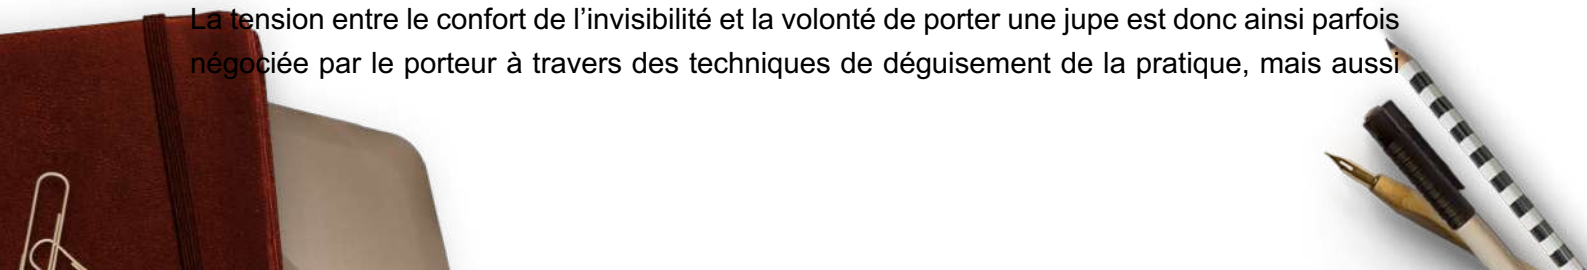 La tension entre le confort de l’invisibilité et la volonté de porter une jupe est donc ainsi parfois
négociée par le porteur à travers des techniques de déguisement de la pratique, mais aussi